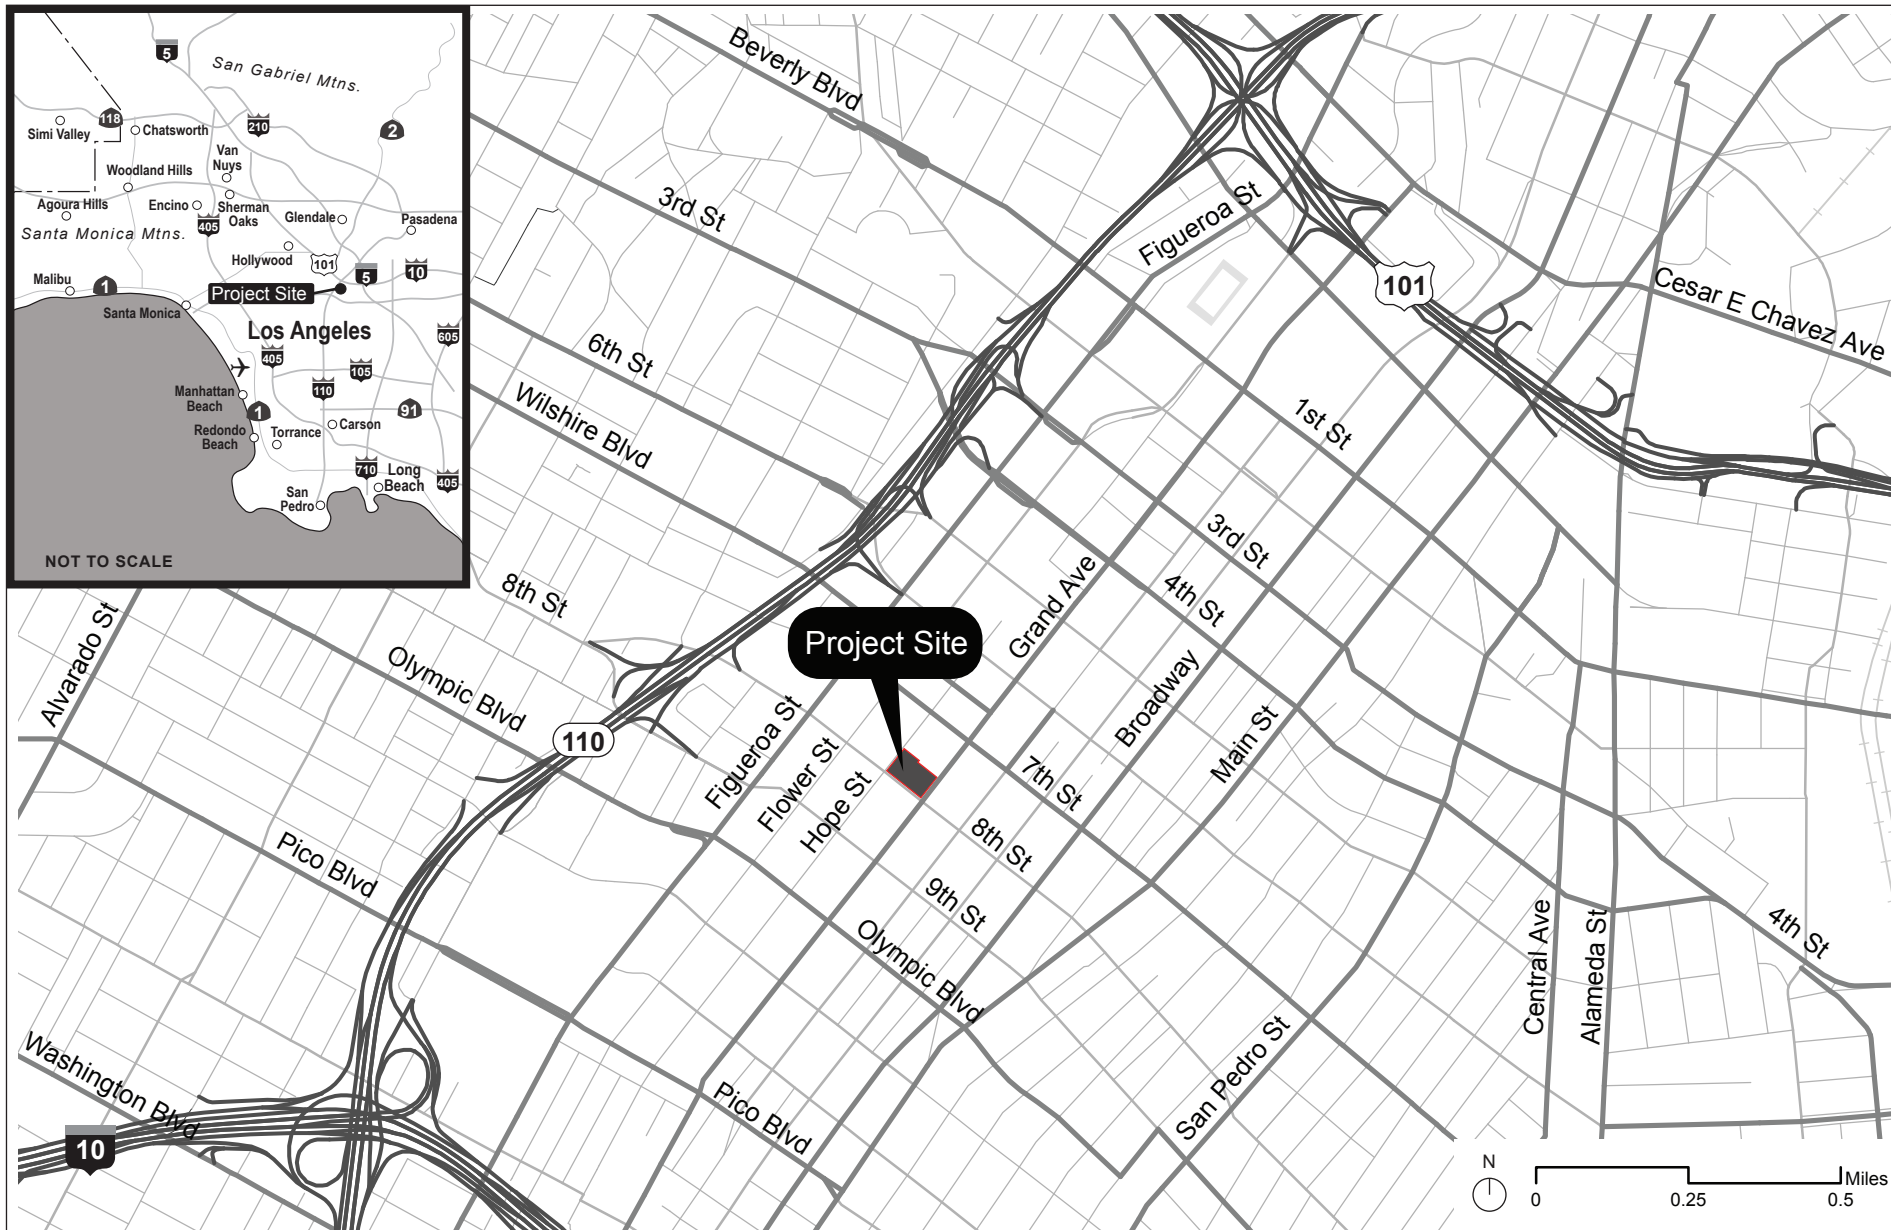 5
San Gabriel Mtns.
118
Simi Valley
Chatsworth
210
2
Van
Nuys
Woodland Hills
Agoura Hills
Encino
Sherman
Oaks
405
Glendale
Pasadena
Santa Monica Mtns.
Hollywood
101
5
10
Malibu
1
Project Site
Santa Monica
Los Angeles
605
405
105
110
Manhattan
Beach
1
91
Redondo
Beach
Torrance
Carson
710
Long
Beach
405
San
Pedro
NOT TO SCALE
Beverly Blvd
3rd St
Figueroa St
101
Cesar E Chavez Ave
6th St
Wilshire Blvd
1st St
3rd St
8th St
4th St
Grand Ave
Alvarado St
Project Site
Olympic Blvd
Broadway
Main St
110
Figueroa St
Flower St
Hope St
7th St
8th St
Pico Blvd
9th St
Olympic Blvd
Central Ave
Alameda St
4th St
Washington Blvd
10
Pico Blvd
San Pedro St
N
0
0.25
0.5
Miles